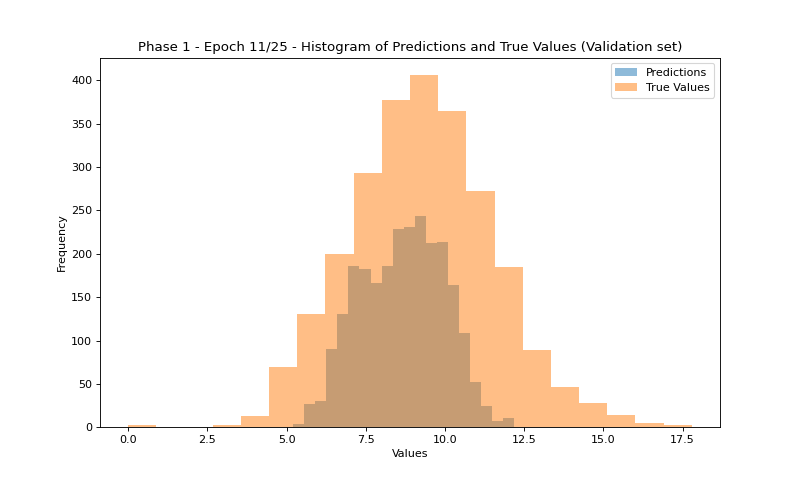 Phase 1 - Epoch 11/25 - Histogram of Predictions and True Values (Validation set)
Predictions
True Values
Frequency
400
350
300
250
200
150
100
50
0
0.0 2.5 5.0 7.5 10.0 12.5 15.0 17.5
Values